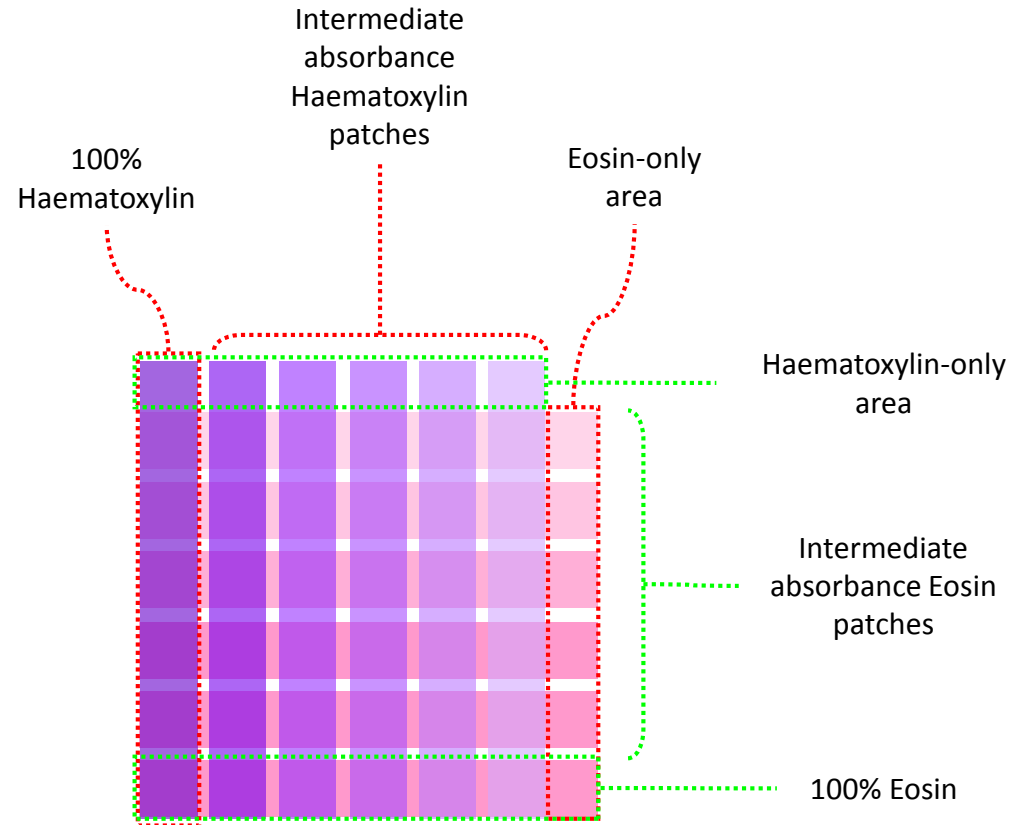 Intermediate
absorbance
Haematoxylin
patches
100%
Haematoxylin
Eosin-only
area
Haematoxylin-only
area
Intermediate
absorbance Eosin
patches
100% Eosin